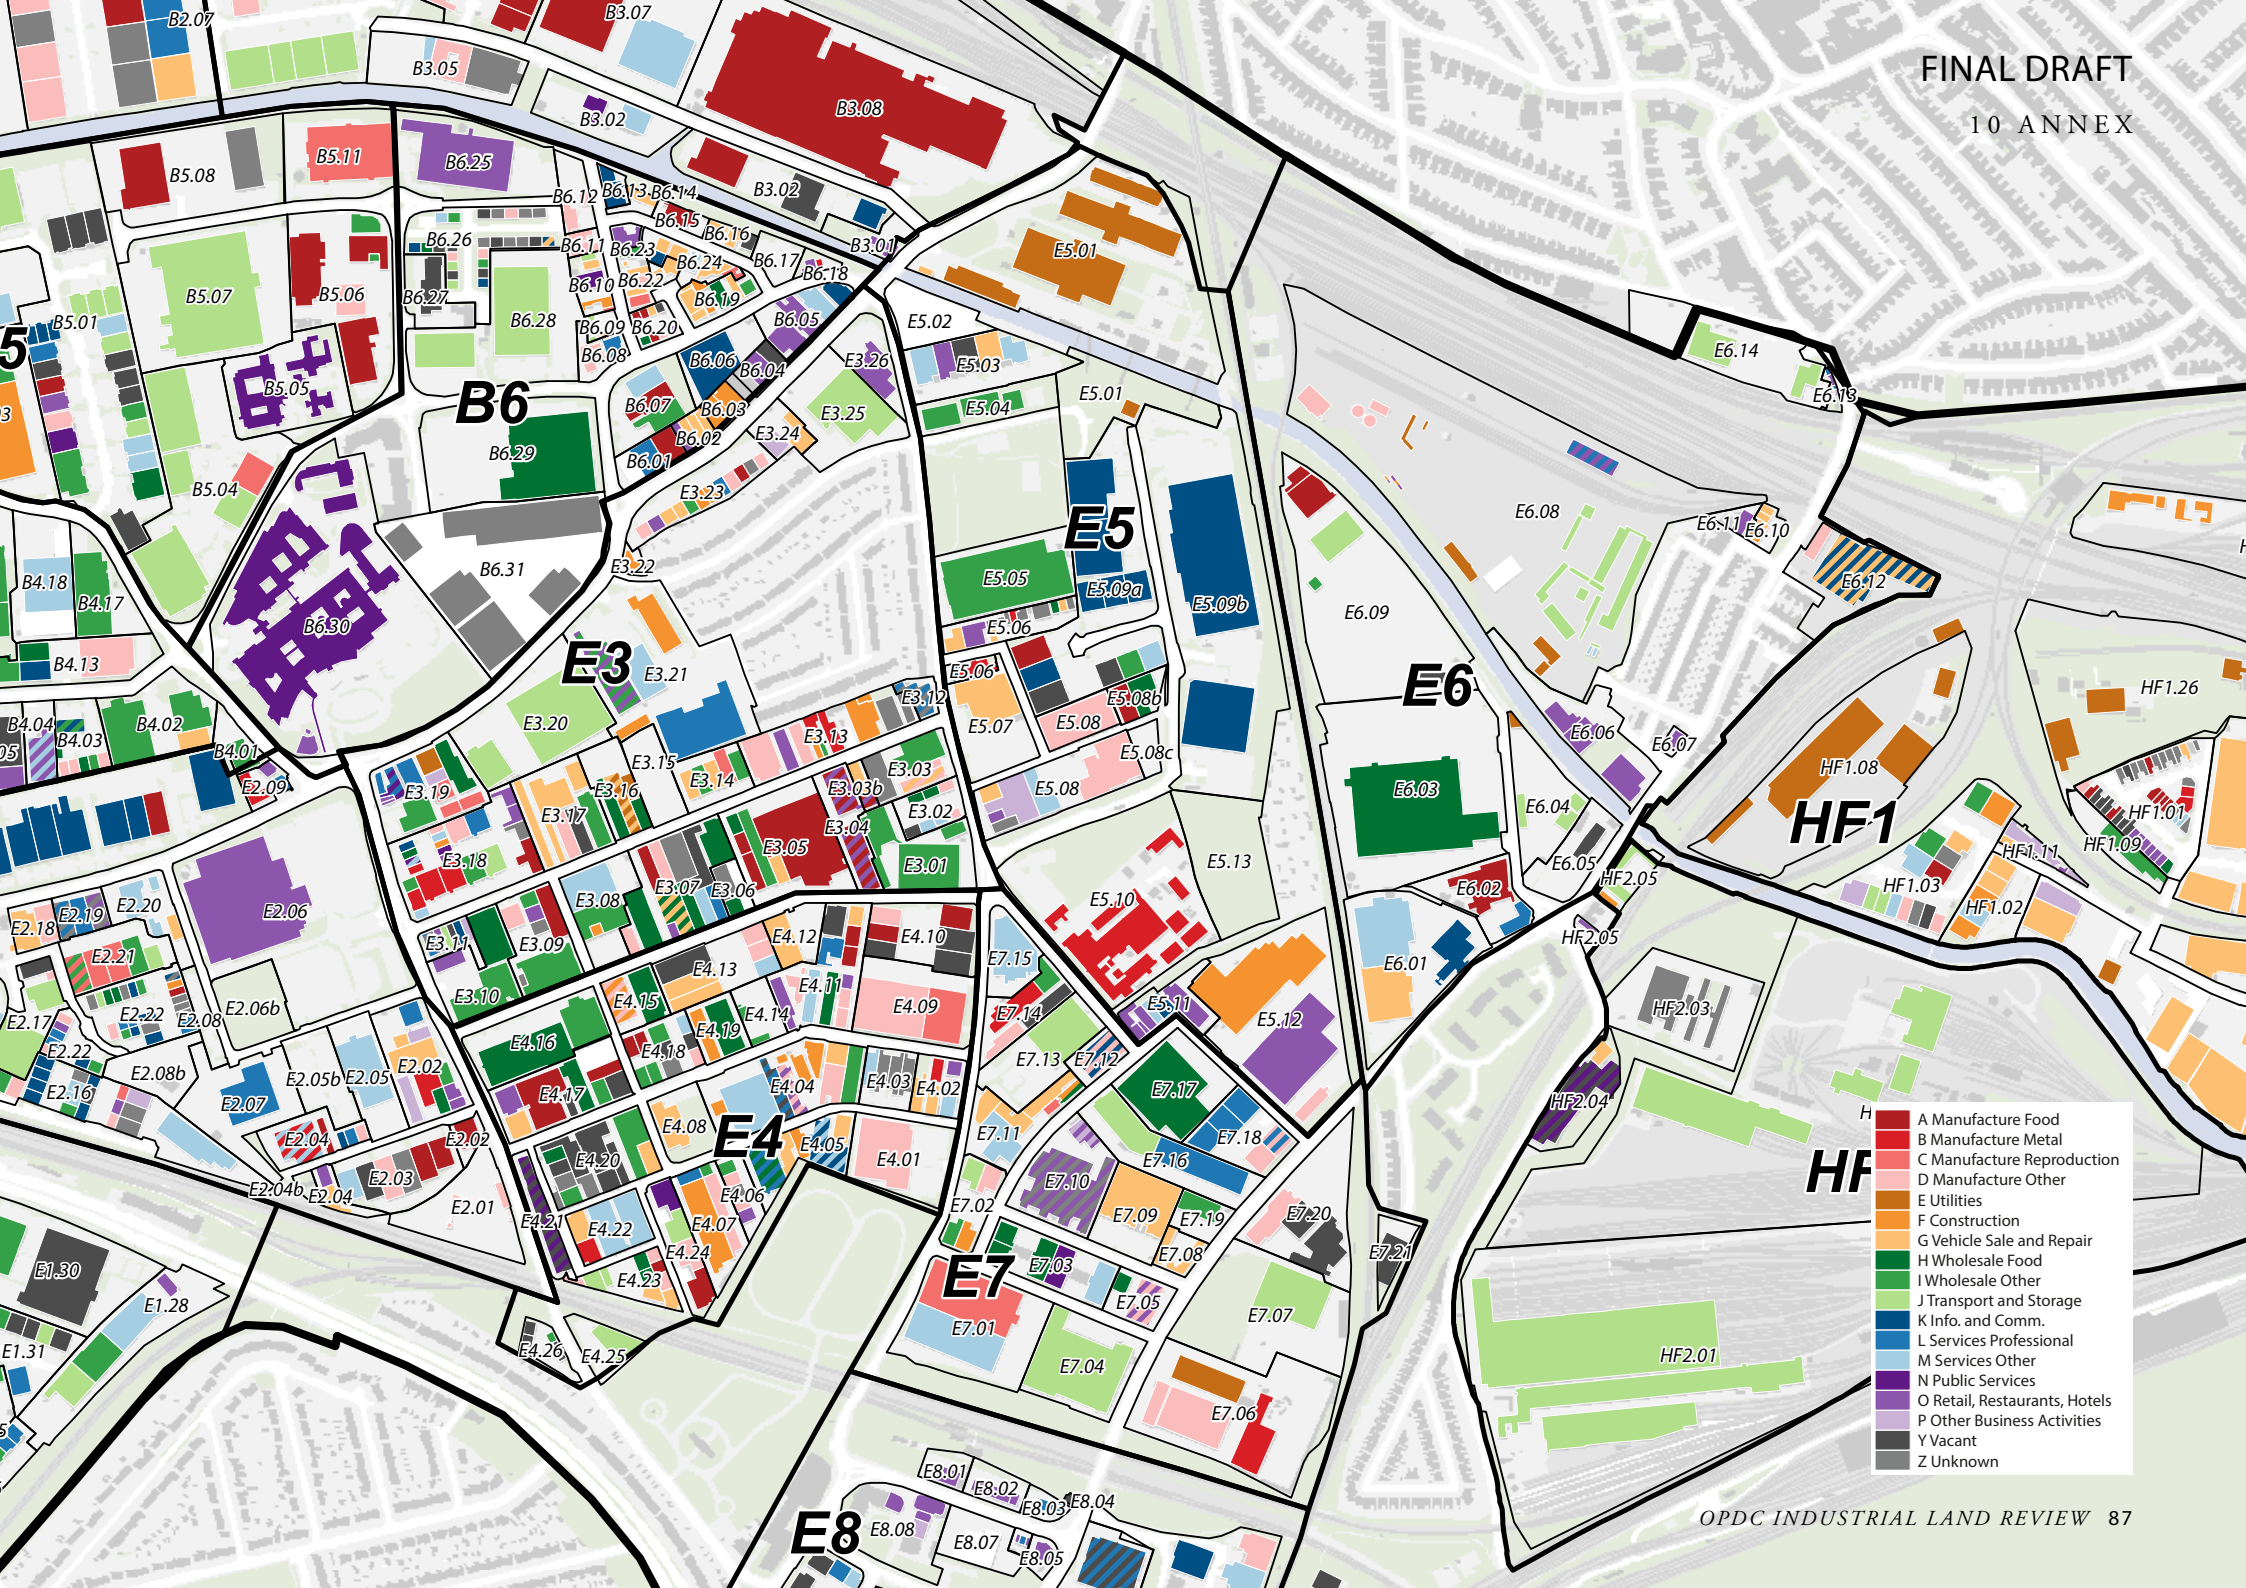 FINAL DRAFT
10 ANNEX
B2.07
B3.07
B3.05
B3.08
B3.02
B5.08
B5.11
B6.25
B6.12
B6.13
B6.14
B3.02
B6.15
B6.16
B3.01
B6.26
B6.11
B6.23
B6.24
B6.17
B6.18
E5.01
B5.07
B5.06
B6.27
B6.10
B6.22
B6.19
B5.01
B6.28
B6.09
B6.20
B6.05
E5.02
5
B6.08
B6.06
B6.04
E3.26
E5.03
E6.14
B5.05
B6
B6.07
B6.03
E3.25
E5.04
E5.01
E6.13
B6.02
E3.24
B6.29
B6.01
B5.04
E3.23
E5
E6.08
E6.11
E6.10
B4.18
B6.31
E3.22
E5.05
E5.09a
E5.09b
E6.12
B4.17
B6.30
E5.06
E6.09
B4.13
E3
E3.21
E5.06
E5.08b
E6
HF1.26
B4.04
B4.03
B4.02
B4.01
E3.20
E3.12
E5.07
E5.08
E5.08c
E6.06
E6.07
E2.09
E3.15
E3.13
E3.19
E3.16
E3.14
E3.03b
E3.03
E5.08
E6.03
E6.04
HF1.08
E3.17
E3.02
HF1
HF1.01
E3.18
E3.05
E3.04
E3.01
E5.13
E6.05
HF1.11
HF1.09
E3.08
E3.07
E3.06
E5.10
E6.02
HF2.05
HF1.03
E2.18
E2.19
E2.20
E2.06
HF1.02
E3.11
E3.09
E4.12
E4.10
HF2.05
E2.21
E4.13
E7.15
E6.01
E3.10
E4.15
E4.11
E4.09
E5.11
E5.12
HF2.03
E2.17
E2.22
E2.08
E2.06b
E4.14
E7.14
E4.16
E4.19
E4.18
E2.22
E2.08b
E2.05b
E2.05
E2.02
E7.13
E7.12
E2.16
E2.07
E4.17
E4.04
E4.03
E4.02
E7.17
HF2.04
E2.04
E2.02
E4.08
E4
E4.05
E7.11
E7.18
E4.20
E4.01
E7.16
HF
E2.04b
E2.04
E2.03
E2.01
E4.06
E7.10
E7.02
E4.21
E4.22
E4.07
E7.09
E7.19
E7.20
E4.24
E7.08
E7.21
E1.30
E4.23
E7
E7.03
E1.28
E7.05
E7.07
E1.31
E4.26
E4.25
E7.01
E7.04
HF2.01
E7.06
E8.01
E8.02
E8.03
E8.04
E8
E8.08
E8.07
E8.05
A Manufacture Food
B Manufacture Metal
C Manufacture Reproduction
D Manufacture Other
E Utilities
F Construction
G Vehicle Sale and Repair
H Wholesale Food
I Wholesale Other
J Transport and Storage
K Info. and Comm.
L Services Professional
M Services Other
N Public Services
O Retail, Restaurants, Hotels
P Other Business Activities
Y Vacant
Z Unknown
OPDC INDUSTRIAL LAND REVIEW 87